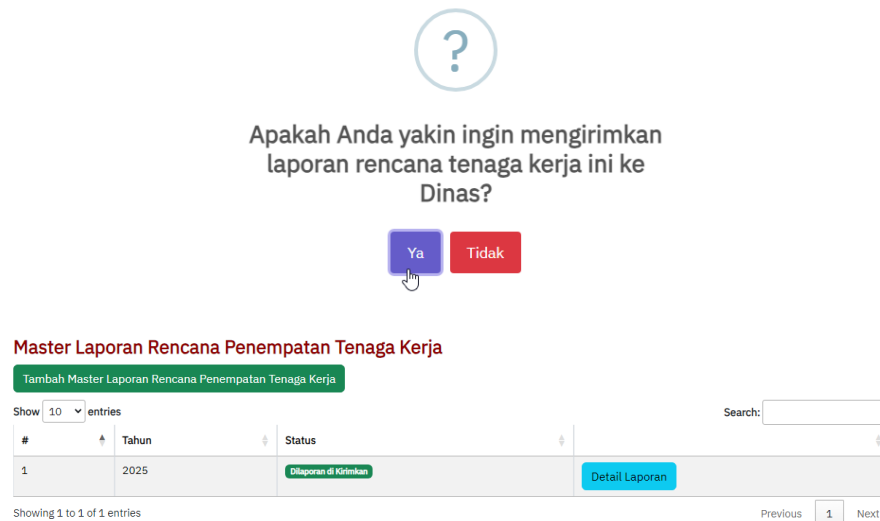 ?
Apakah Anda yakin ingin mengirimkan
laporan rencana tenaga kerja ini ke
Dinas?
Ya Tidak
Master Laporan Rencana Penempatan Tenaga Kerja
Tambah Master Laporan Rencana Penempatan Tenaga Kerja
Show 10 entries Search:
# Tahun Status
1 2025 Dilaporan di Kirimkan Detail Laporan
Showing 1 to 1 of 1 entries Previous 1 Next